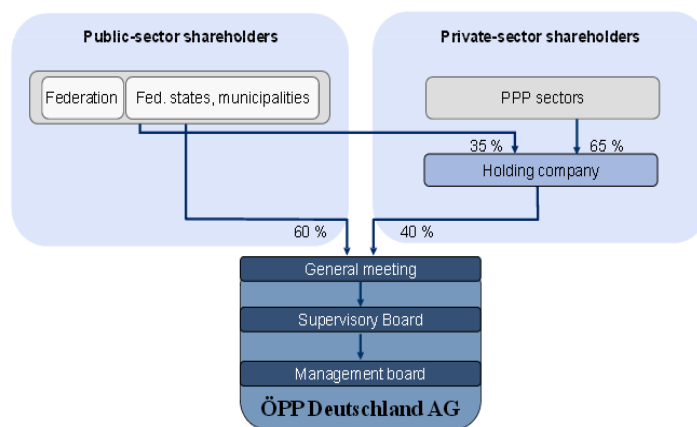 Public-sector shareholders
Private-sector shareholders
Federation
Fed. states, municipalities
PPP sectors
35 %
65 %
Holding company
60 %
40 %
General meeting
Supervisory Board
Management board
ÖPP Deutschland AG